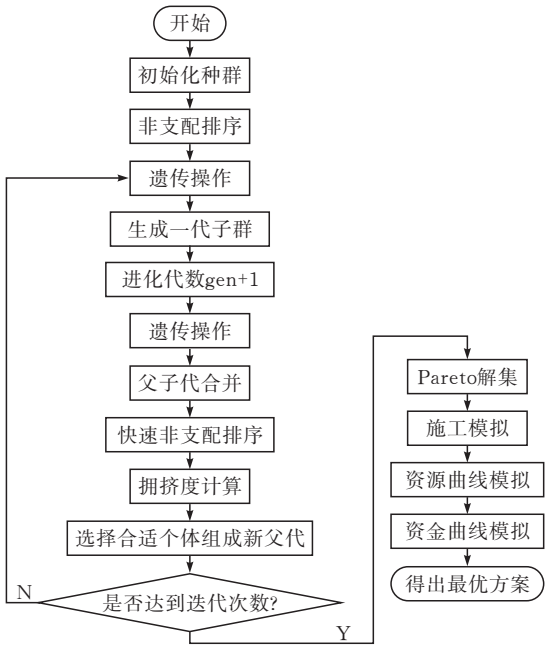 开始
初始化种群
非支配排序
遗传操作
生成一代子群
进化代数gen+1
遗传操作
父子代合并
快速非支配排序
拥挤度计算
选择合适个体组成新父代
是否达到迭代次数?
N
Y
Pareto解集
施工模拟
资源曲线模拟
资金曲线模拟
得出最优方案